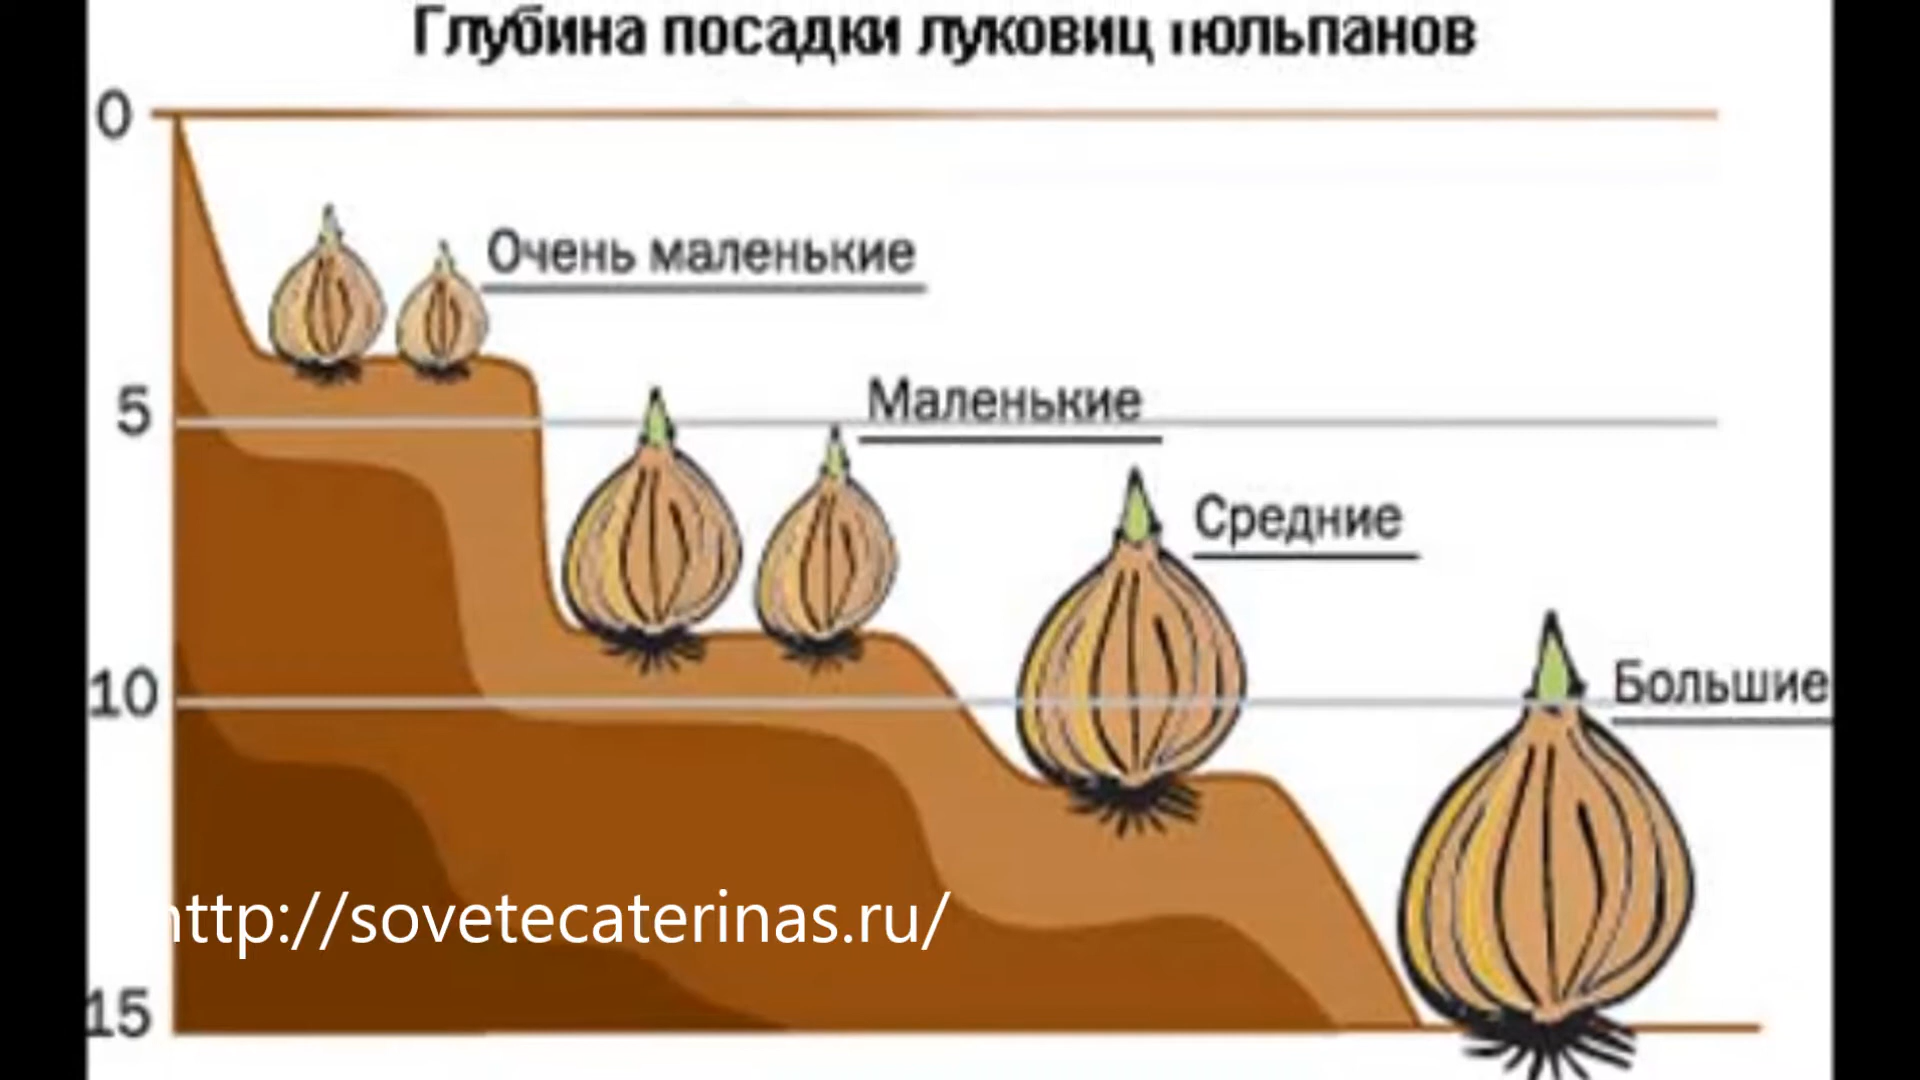 Глубина посадки луковиц тюльпанов
0
Очень маленькие
5
Маленькие
Средние
10
Большие
http://sovetecaterinas.ru/
15